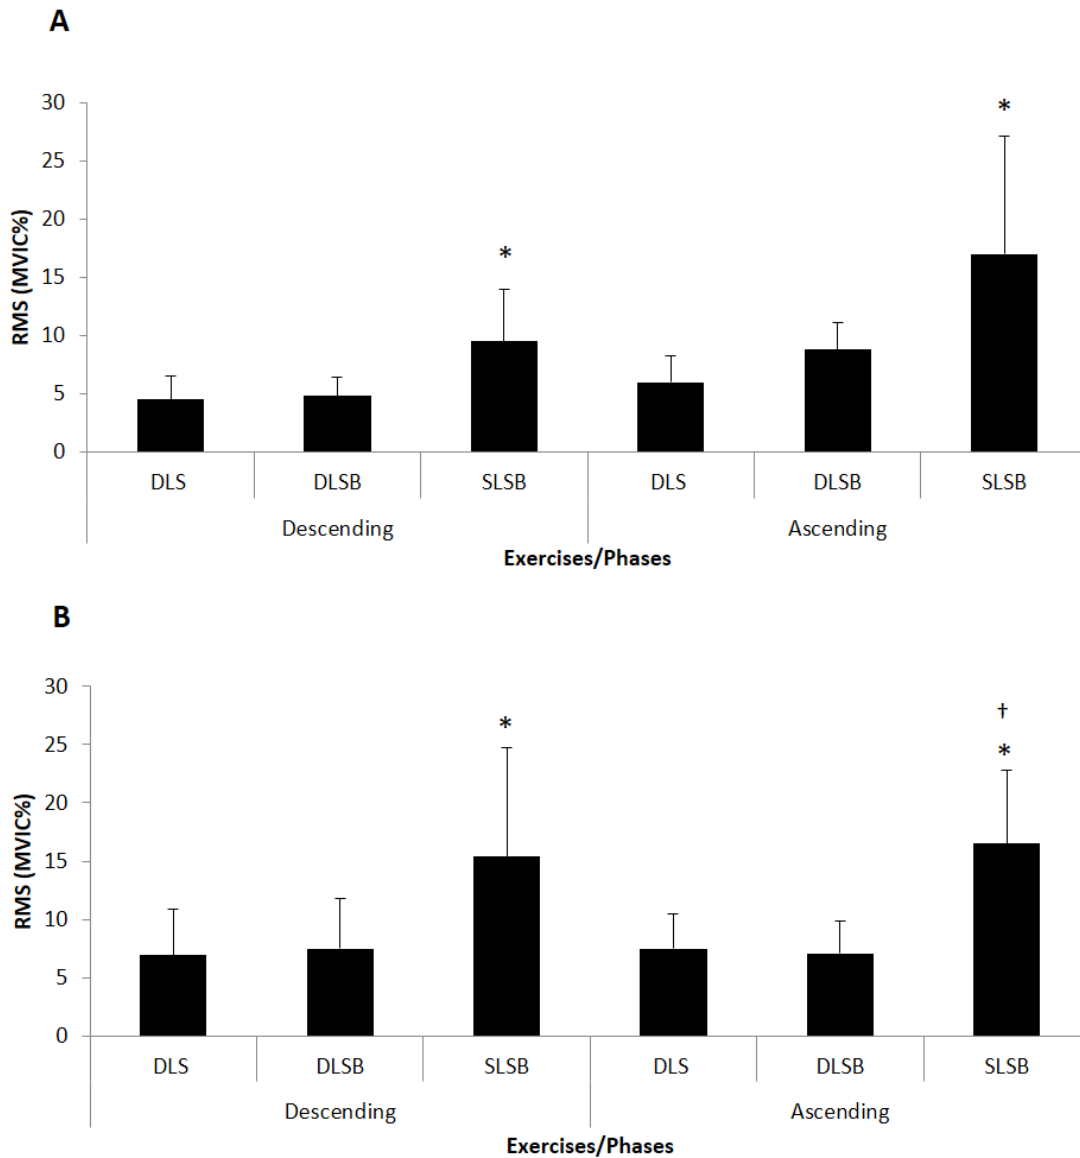 A
30
25
20
15
10
5
0
RMS (MVIC%)
*
*
DLS DLSB SLSB DLS DLSB SLSB
Descending Ascending
Exercises/Phases
B
30
25
20
15
10
5
0
RMS (MVIC%)
*
†
*
DLS DLSB SLSB DLS DLSB SLSB
Descending Ascending
Exercises/Phases